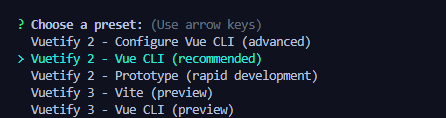 ? Choose a preset: (Use arrow keys)
Vuetify 2 - Configure Vue CLI (advanced)
> Vuetify 2 - Vue CLI (recommended)
Vuetify 2 - Prototype (rapid development)
Vuetify 3 - Vite (preview)
Vuetify 3 - Vue CLI (preview)